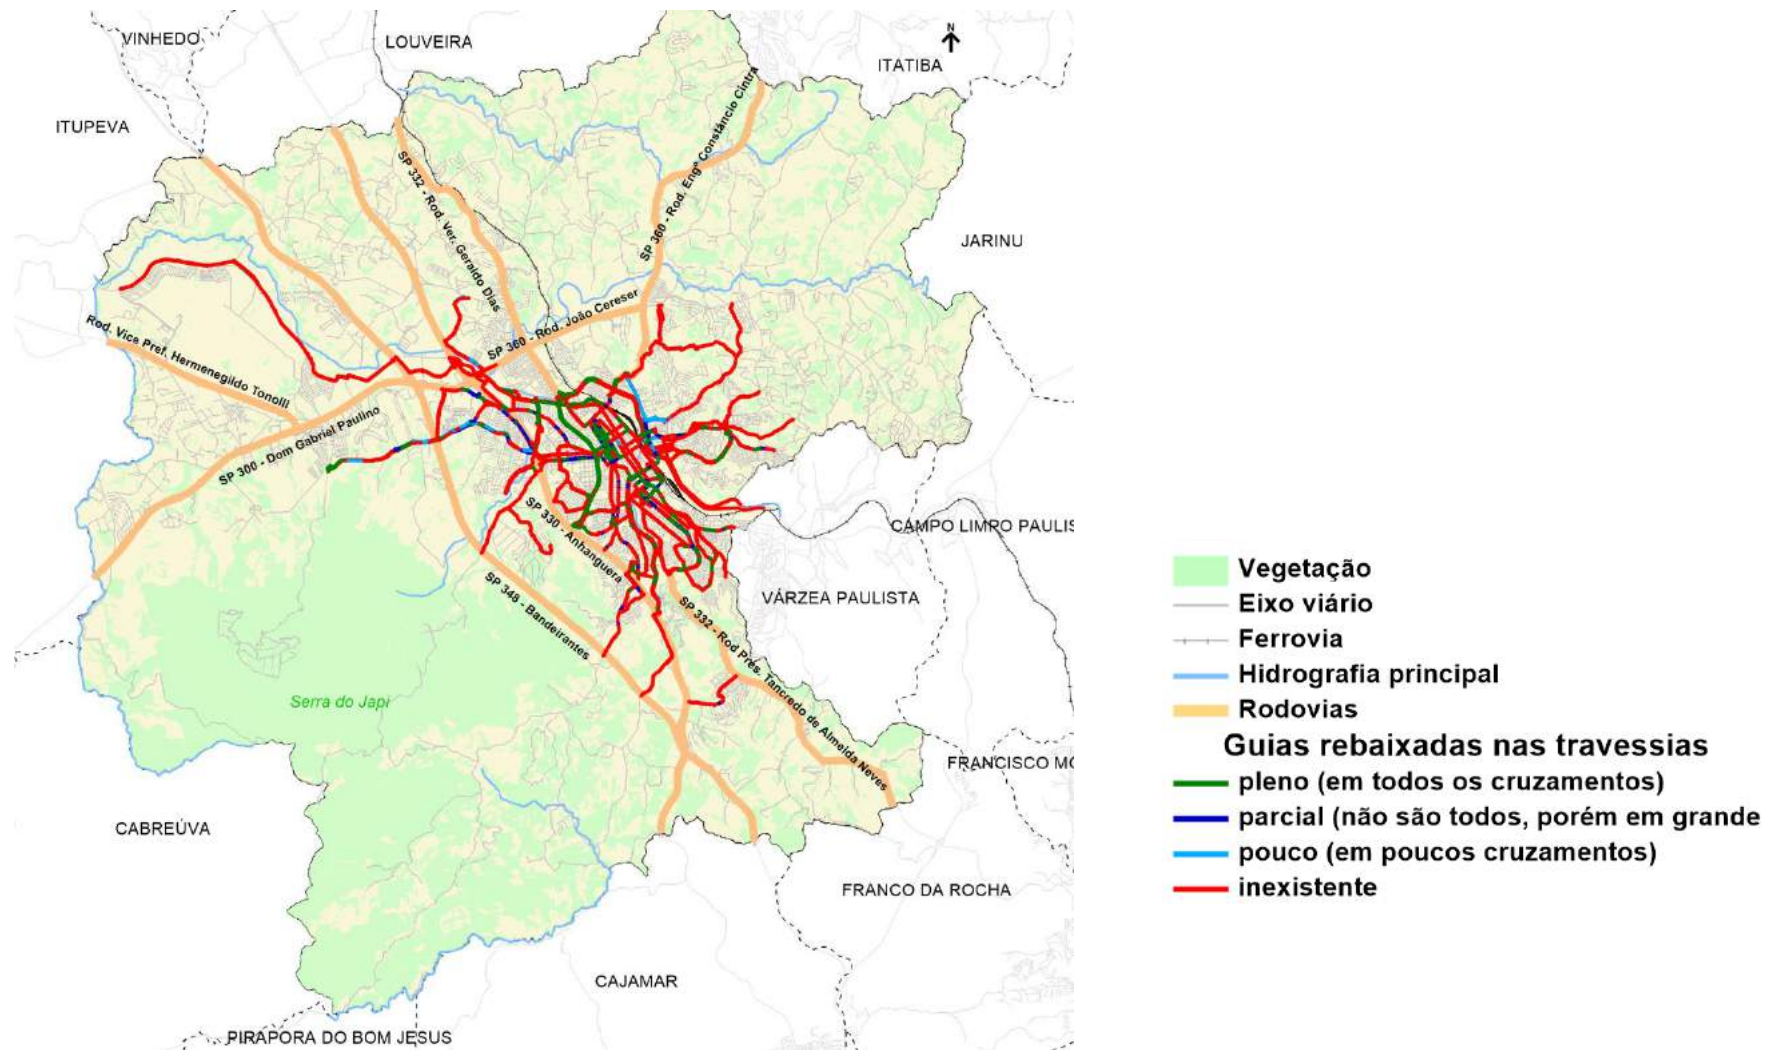 N
VINHEDO
LOUVEIRA
ITATIBA
ITUPEVA
JARINU
SP 332 - Rod. Ver. Geraldo Dias
SP 360 - Rod. Engº Constâncio Cintra
SP 360 - Rod. João Cereser
Rod. Vice Pref. Hermenegildo Tonolli
SP 300 - Dom Gabriel Paulino
SP 330 - Anhanguera
SP 348 - Bandeirantes
SP 332 - Rod Pres. Tancredo de Almeida Neves
CAMPO LIMPO PAULIS
VÁRZEA PAULISTA
Serra do Japi
FRANCISCO MO
CABREÚVA
FRANCO DA ROCHA
CAJAMAR
PIRAPORA DO BOM JESUS
Vegetação
Eixo viário
Ferrovia
Hidrografia principal
Rodovias
Guias rebaixadas nas travessias
pleno (em todos os cruzamentos)
parcial (não são todos, porém em grande
pouco (em poucos cruzamentos)
inexistente